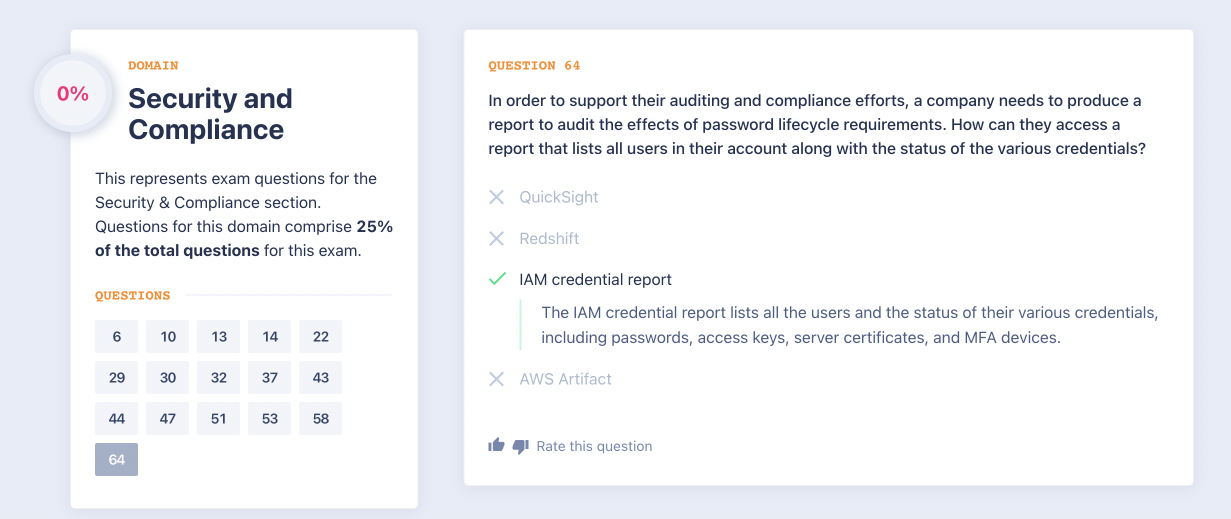 0%
DOMAIN
Security and
Compliance
This represents exam questions for the
Security & Compliance section.
Questions for this domain comprise 25%
of the total questions for this exam.
QUESTIONS
6 10 13 14 22
29 30 32 37 43
44 47 51 53 58
64
QUESTION 64
In order to support their auditing and compliance efforts, a company needs to produce a
report to audit the effects of password lifecycle requirements. How can they access a
report that lists all users in their account along with the status of the various credentials?
QuickSight
Redshift
IAM credential report
The IAM credential report lists all the users and the status of their various credentials,
including passwords, access keys, server certificates, and MFA devices.
AWS Artifact
Rate this question